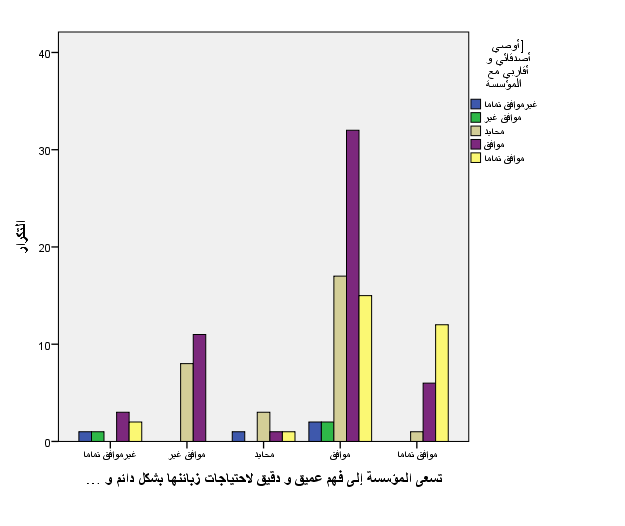 [أوصي
أصدقائي و
أقاربي مع
المؤسسة
غيرموافق تماما
موافق غير
محايد
موافق
موافق تماما
40
30
20
10
0
التكرار
غيرموافق تماما
موافق غير
محايد
موافق
موافق تماما
تسعى المؤسسة إلى فهم عميق و دقيق لاحتياجات زبائنها بشكل دائم و ...